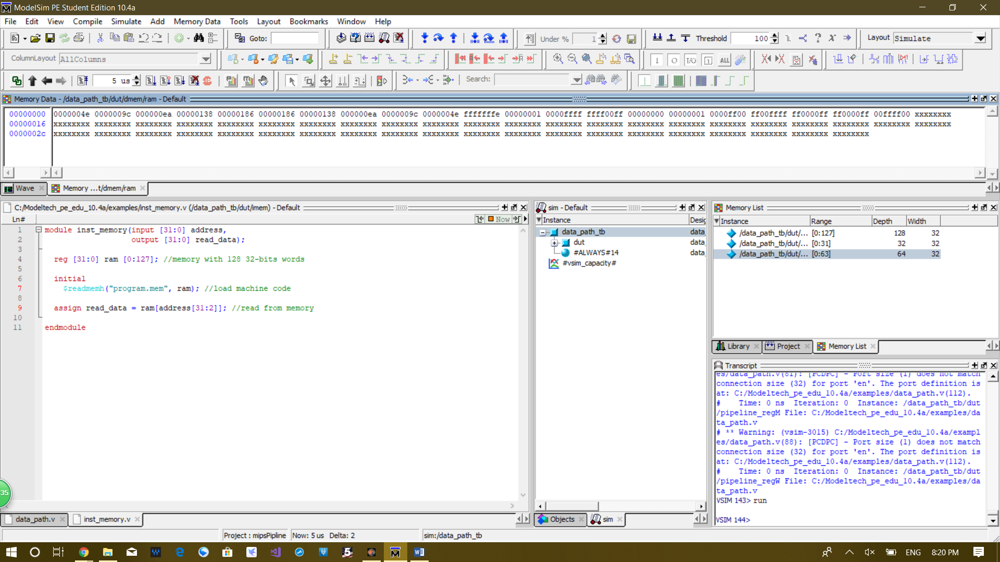 ModelSim PE Student Edition 10.4a
File Edit View Compile Simulate Add Memory Data Tools Layout Bookmarks Window Help
Goto:
Under % 1
Threshold 100
Layout Simulate
ColumnLayout AllColumns
I O I/O ALL
5 us
Search:
Memory Data - /data_path_tb/dut/dmem/ram - Default
00000000 0000004e 0000009c 000000ea 00000138 00000186 00000186 00000138 000000ea 0000009c 0000004e fffffffe 00000001 0000ffff ffff00ff 00000000 00000001 0000ff00 ff00ffff ff0000ff ff0000ff 00ffff00 xxxxxxxx
00000016 xxxxxxxx xxxxxxxx xxxxxxxx xxxxxxxx xxxxxxxx xxxxxxxx xxxxxxxx xxxxxxxx xxxxxxxx xxxxxxxx xxxxxxxx xxxxxxxx xxxxxxxx xxxxxxxx xxxxxxxx xxxxxxxx xxxxxxxx xxxxxxxx xxxxxxxx xxxxxxxx xxxxxxxx xxxxxxxx
0000002c xxxxxxxx xxxxxxxx xxxxxxxx xxxxxxxx xxxxxxxx xxxxxxxx xxxxxxxx xxxxxxxx xxxxxxxx xxxxxxxx xxxxxxxx xxxxxxxx xxxxxxxx xxxxxxxx xxxxxxxx xxxxxxxx xxxxxxxx xxxxxxxx xxxxxxxx xxxxxxxx
Wave
Memory ...t/dmem/ram
C:/Modeltech_pe_edu_10.4a/examples/inst_memory.v (/data_path_tb/dut/imem) - Default
Ln#
Now
1 module inst_memory(input [31:0] address,
2 output [31:0] read_data);
3
4 reg [31:0] ram [0:127]; //memory with 128 32-bits words
5
6 initial
7 $readmemh("program.mem", ram); //load machine code
8
9 assign read_data = ram[address[31:2]]; //read from memory
10
11 endmodule
35
data_path.v
inst_memory.v
sim - Default
Instance Desig
data_path_tb data_
dut data_
#ALWAYS#14 data_
#vsim_capacity#
Objects
sim
Memory List
Instance Range Depth Width
/data_path_tb/dut/... [0:127] 128 32
/data_path_tb/dut/... [0:31] 32 32
/data_path_tb/dut/... [0:63] 64 32
Library
Project
Memory List
Transcript
es/data_path.v(81): [PCDPC] - Port size (1) does not match
connection size (32) for port 'en'. The port definition is
at: C:/Modeltech_pe_edu_10.4a/examples/data_path.v(112).
# Time: 0 ns Iteration: 0 Instance: /data_path_tb/dut
/pipeline_regM File: C:/Modeltech_pe_edu_10.4a/examples/da
ta_path.v
# ** Warning: (vsim-3015) C:/Modeltech_pe_edu_10.4a/exampl
es/data_path.v(88): [PCDPC] - Port size (1) does not match
connection size (32) for port 'en'. The port definition is
at: C:/Modeltech_pe_edu_10.4a/examples/data_path.v(112).
# Time: 0 ns Iteration: 0 Instance: /data_path_tb/dut
/pipeline_regW File: C:/Modeltech_pe_edu_10.4a/examples/da
ta_path.v
VSIM 143> run
VSIM 144>
Project : mipsPipline
Now: 5 us Delta: 2
sim:/data_path_tb
ENG
8:20 PM